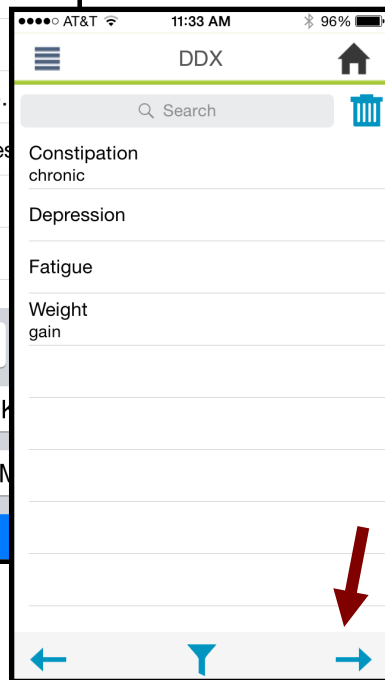 AT&T 11:33 AM 96%
DDX
Search
Constipation
chronic
Depression
Fatigue
Weight
gain